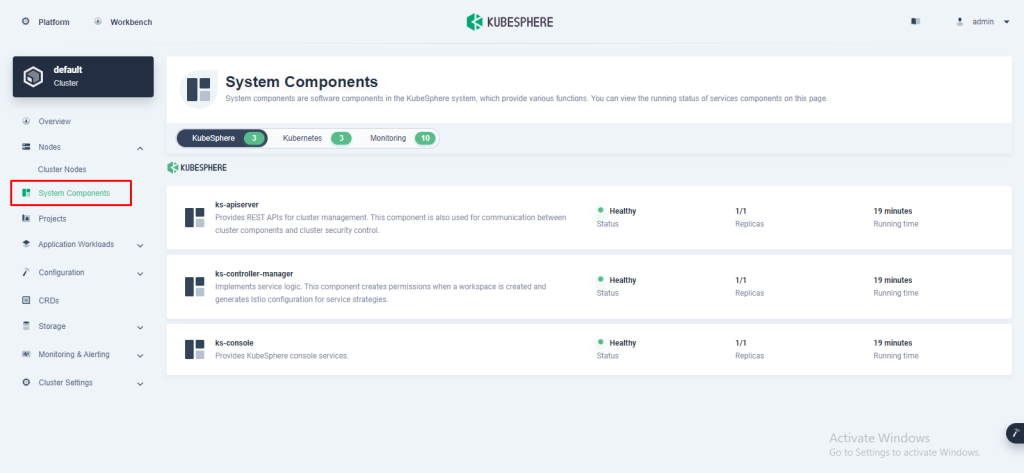 Platform
Workbench
KUBESPHERE
admin
default
Cluster
Overview
Nodes
Cluster Nodes
System Components
Projects
Application Workloads
Configuration
CRDs
Storage
Monitoring & Alerting
Cluster Settings
System Components
System components are software components in the KubeSphere system, which provide various functions. You can view the running status of services components on this page.
KubeSphere 3
Kubernetes 3
Monitoring 10
KUBESPHERE
ks-apiserver
Provides REST APIs for cluster management. This component is also used for communication between
cluster components and cluster security control.
Healthy
Status
1/1
Replicas
19 minutes
Running time
ks-controller-manager
Implements service logic. This component creates permissions when a workspace is created and
generates Istio configuration for service strategies.
Healthy
Status
1/1
Replicas
19 minutes
Running time
ks-console
Provides KubeSphere console services.
Healthy
Status
1/1
Replicas
19 minutes
Running time
Activate Windows
Go to Settings to activate Windows.